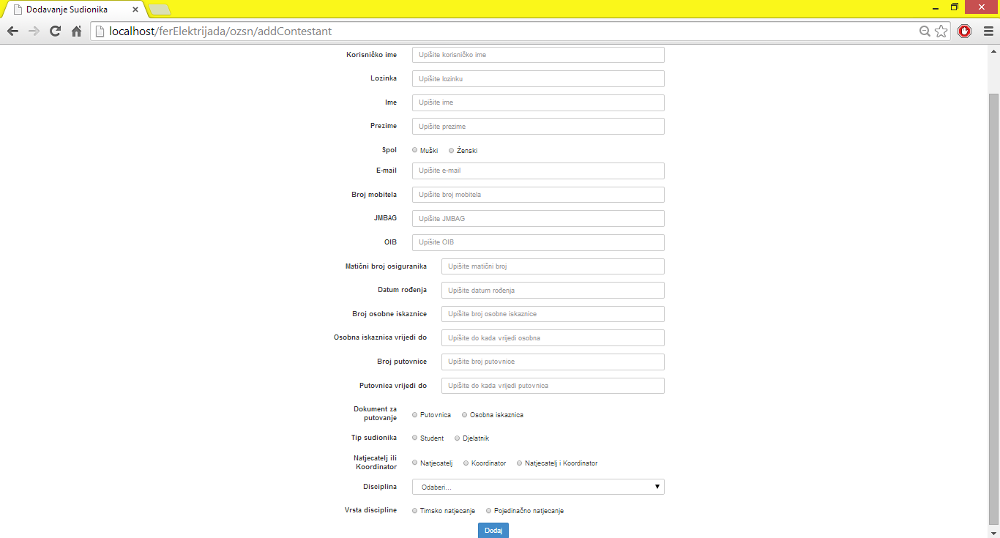 Dodavanje Sudionika
localhost/ferElektrijada/ozsn/addContestant
Korisničko ime Upišite korisničko ime
Lozinka Upišite lozinku
Ime Upišite ime
Prezime Upišite prezime
Spol Muški Ženski
E-mail Upišite e-mail
Broj mobitela Upišite broj mobitela
JMBAG Upišite JMBAG
OIB Upišite OIB
Matični broj osiguranika Upišite matični broj
Datum rođenja Upišite datum rođenja
Broj osobne iskaznice Upišite broj osobne iskaznice
Osobna iskaznica vrijedi do Upišite do kada vrijedi osobna
Broj putovnice Upišite broj putovnice
Putovnica vrijedi do Upišite do kada vrijedi putovnica
Dokument za
putovanje Putovnica Osobna iskaznica
Tip sudionika Student Djelatnik
Natjecatelj ili
Koordinator Natjecatelj Koordinator Natjecatelj i Koordinator
Disciplina Odaberi...
Vrsta discipline Timsko natjecanje Pojedinačno natjecanje
Dodaj